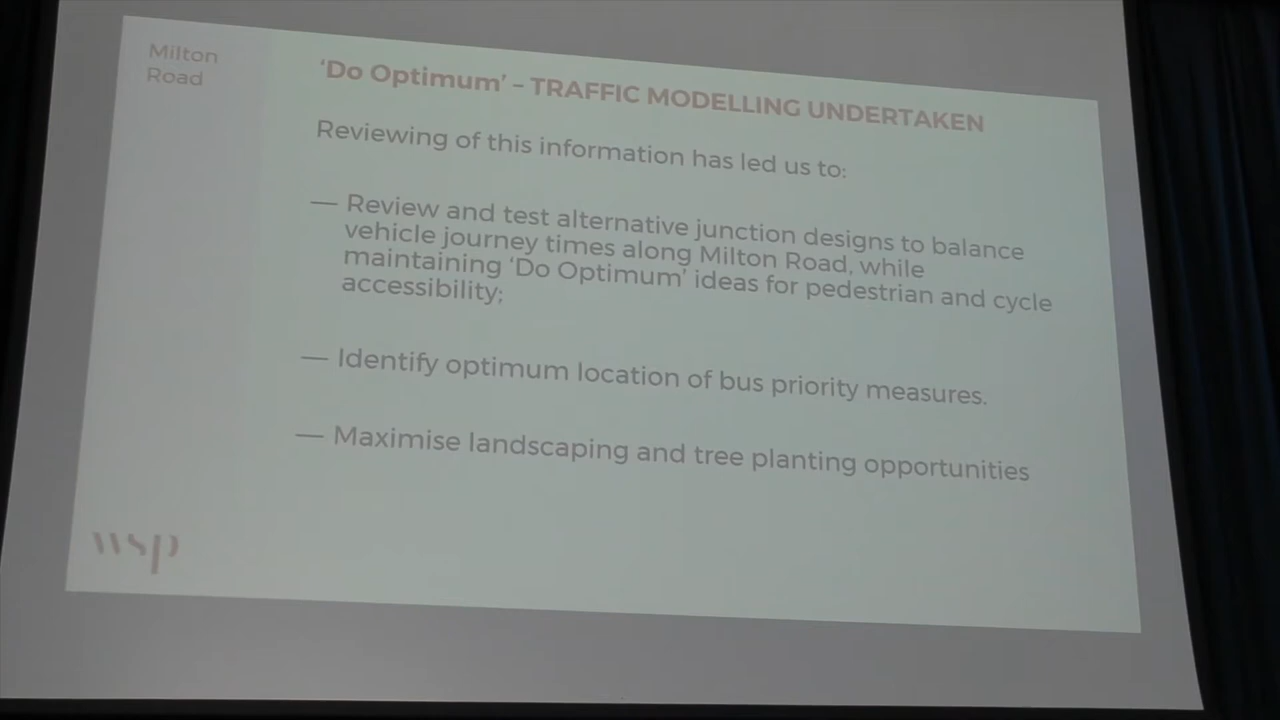 Milton
Road
‘Do Optimum’ – TRAFFIC MODELLING UNDERTAKEN
Reviewing of this information has led us to:
— Review and test alternative junction designs to balance
vehicle journey times along Milton Road, while
maintaining ‘Do Optimum’ ideas for pedestrian and cycle
accessibility;
— Identify optimum location of bus priority measures.
— Maximise landscaping and tree planting opportunities
wsp